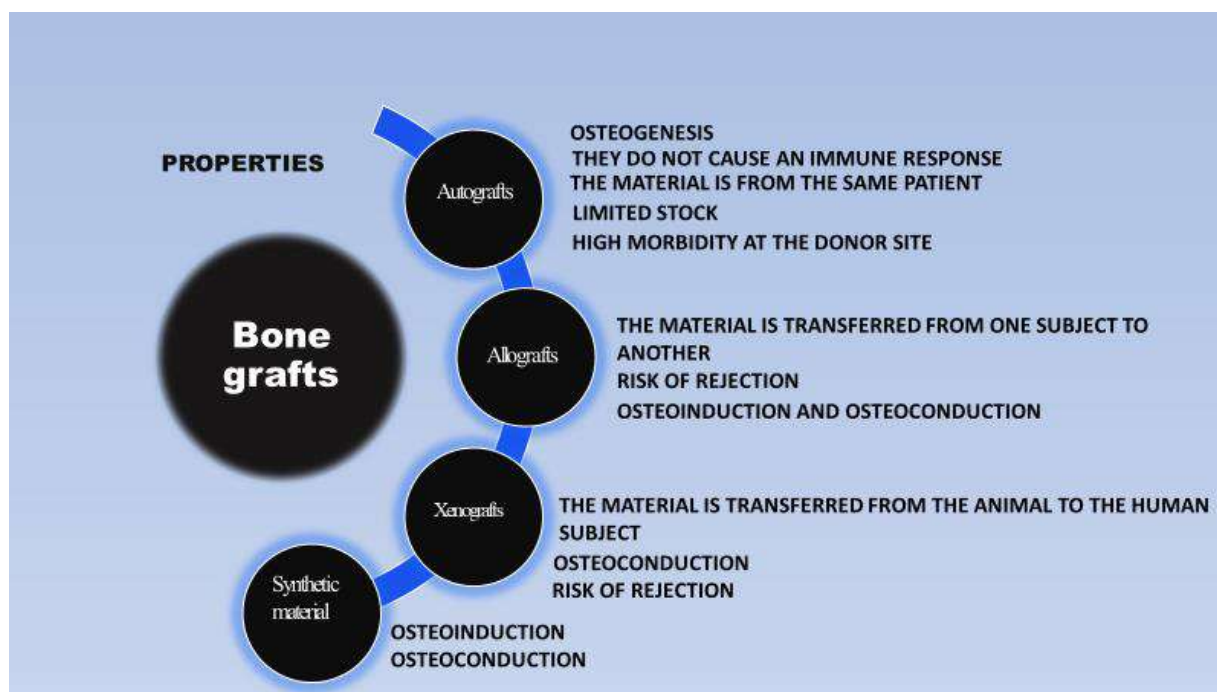 PROPERTIES
Bone
grafts
Autografts
OSTEOGENESIS
THEY DO NOT CAUSE AN IMMUNE RESPONSE
THE MATERIAL IS FROM THE SAME PATIENT
LIMITED STOCK
HIGH MORBIDITY AT THE DONOR SITE
Allografts
THE MATERIAL IS TRANSFERRED FROM ONE SUBJECT TO
ANOTHER
RISK OF REJECTION
OSTEOINDUCTION AND OSTEOCONDUCTION
Xenografts
THE MATERIAL IS TRANSFERRED FROM THE ANIMAL TO THE HUMAN
SUBJECT
OSTEOCONDUCTION
RISK OF REJECTION
Synthetic
material
OSTEOINDUCTION
OSTEOCONDUCTION